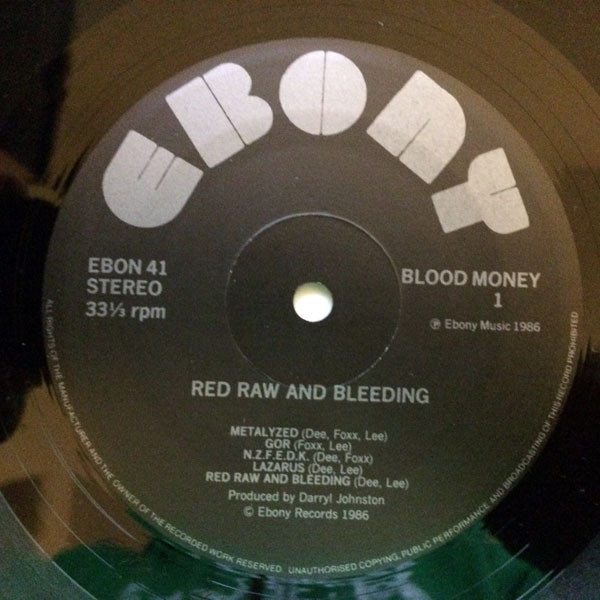 EBONY
EBON 41
STEREO
33⅓ rpm
BLOOD MONEY
1
℗ Ebony Music 1986
RED RAW AND BLEEDING
METALYZED (Dee, Foxx, Lee)
GOR (Foxx, Lee)
N.Z.F.E.D.K. (Dee, Foxx)
LAZARUS (Dee, Lee)
RED RAW AND BLEEDING (Dee, Lee)
Produced by Darryl Johnston
© Ebony Records 1986
ALL RIGHTS OF THE MANUFACTURER AND THE OWNER OF THE RECORDED WORK RESERVED. UNAUTHORISED COPYING, PUBLIC PERFORMANCE AND BROADCASTING OF THIS RECORD PROHIBITED